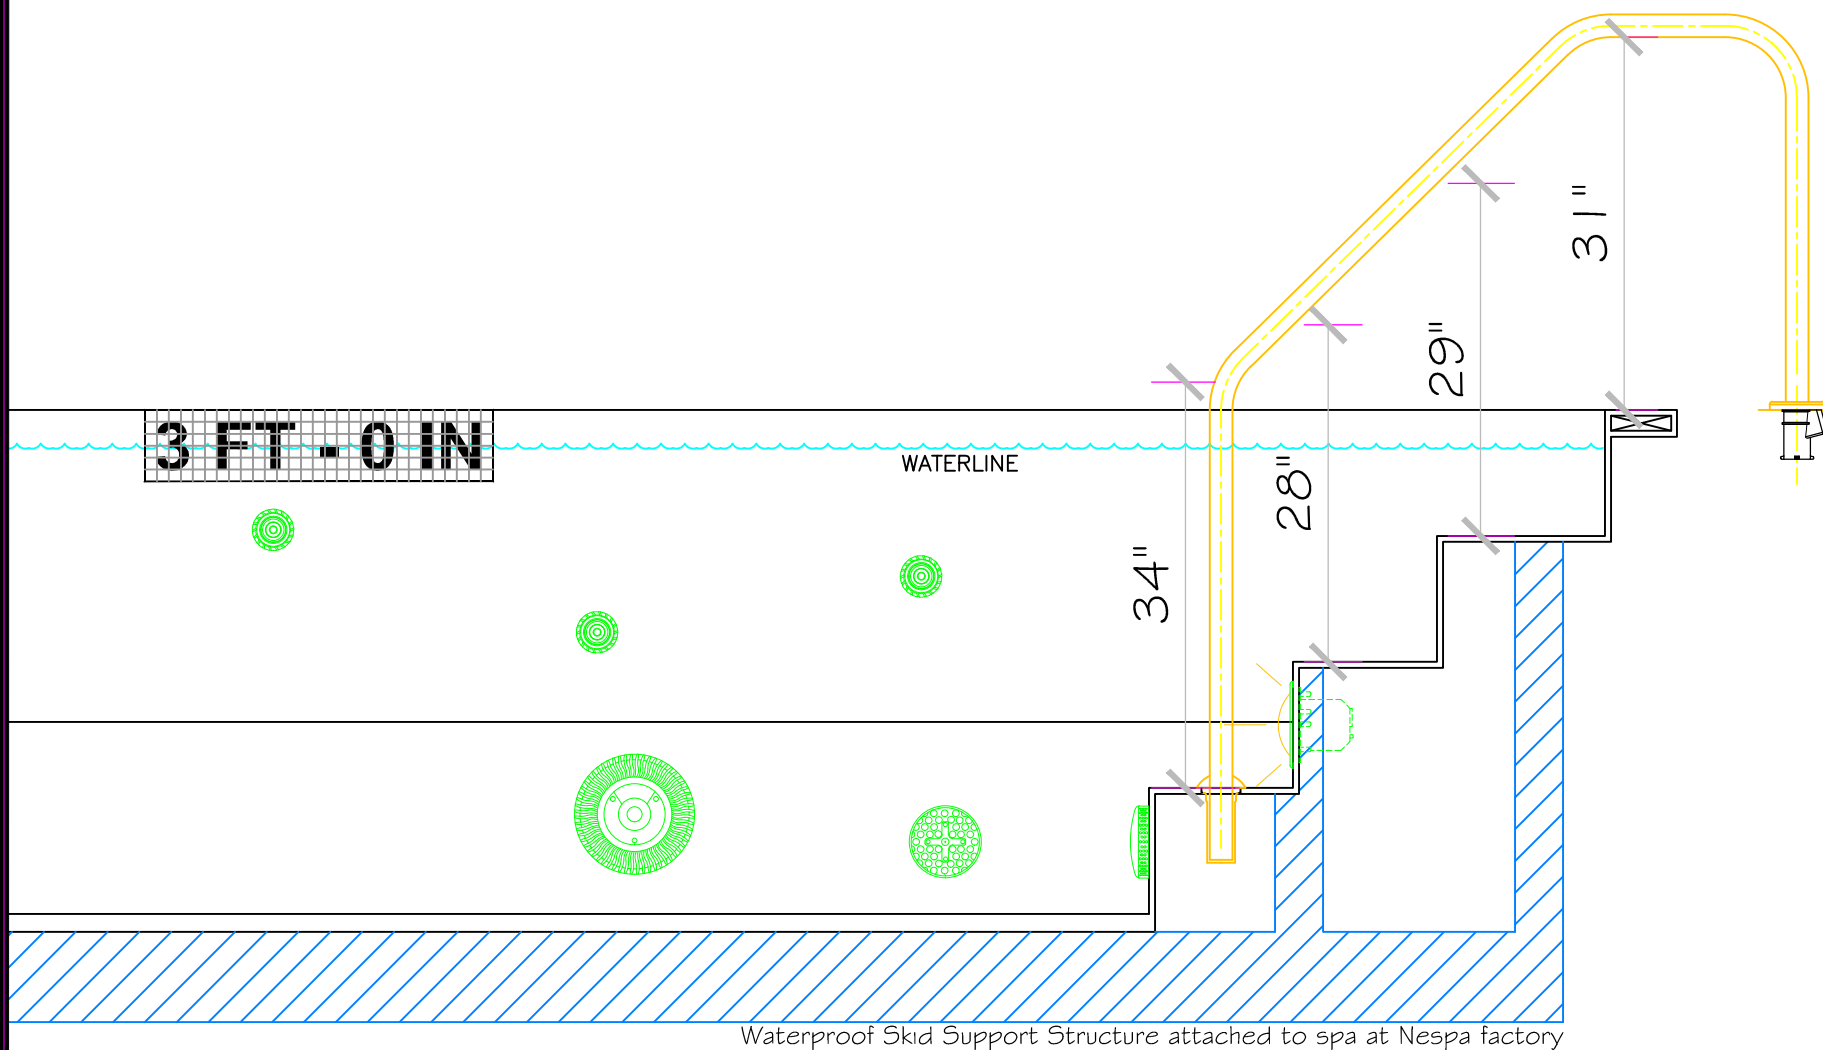 31"
29"
3 FT - 0 IN
WATERLINE
28"
34"
Waterproof Skid Support Structure attached to spa at Nespa factory